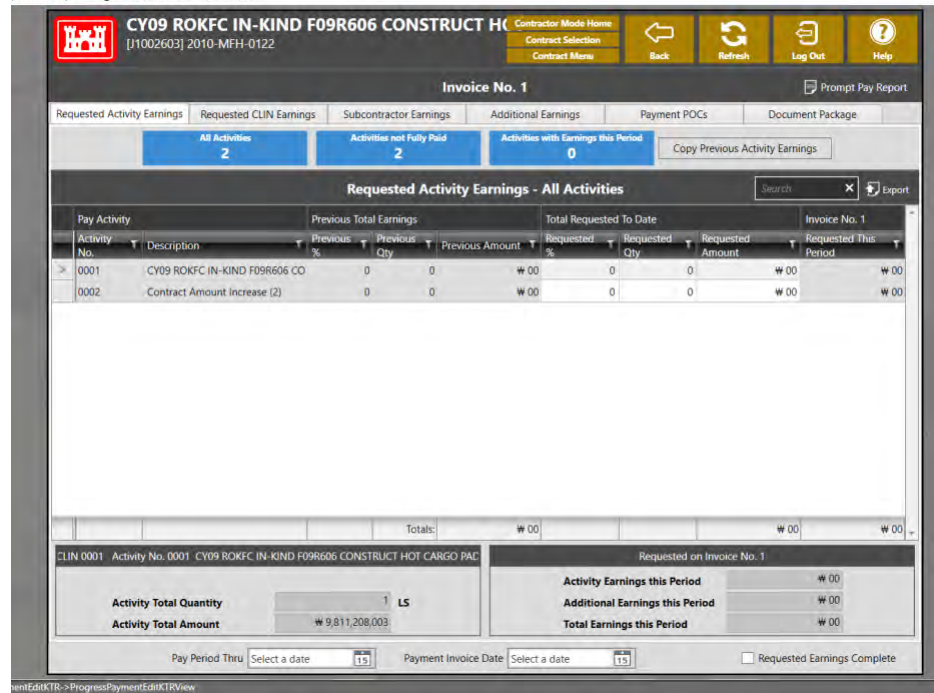 CY09 ROKFC IN-KIND F09R606 CONSTRUCT HO
[J1002603] 2010-MFH-0122
Contractor Mode Home
Contract Selection
Contract Menu
Back Refresh Log Out Help
Invoice No. 1 Prompt Pay Report
Requested Activity Earnings Requested CLIN Earnings Subcontractor Earnings Additional Earnings Payment POCs Document Package
All Activities Activities not Fully Paid Activities with Earnings this Period
2 2 0 Copy Previous Activity Earnings
Requested Activity Earnings - All Activities Search Export
Pay Activity Previous Total Earnings Total Requested To Date Invoice No. 1
Activity No. Description Previous % Previous Qty Previous Amount Requested % Requested Qty Requested Amount Requested This Period
> 0001 CY09 ROKFC IN-KIND F09R606 CO 0 0 ₩ 00 0 0 ₩ 00 ₩ 00
0002 Contract Amount Increase (2) 0 0 ₩ 00 0 0 ₩ 00 ₩ 00
Totals: ₩ 00 ₩ 00 ₩ 00
CLIN 0001 Activity No. 0001 CY09 ROKFC IN-KIND F09R606 CONSTRUCT HOT CARGO PAD Requested on Invoice No. 1
Activity Earnings this Period ₩ 00
Activity Total Quantity 1 LS Additional Earnings this Period ₩ 00
Activity Total Amount ₩ 9,811,208,003 Total Earnings this Period ₩ 00
Pay Period Thru Select a date 15 Payment Invoice Date Select a date 15 Requested Earnings Complete
mentEditKTR->ProgressPaymentEditKTRView